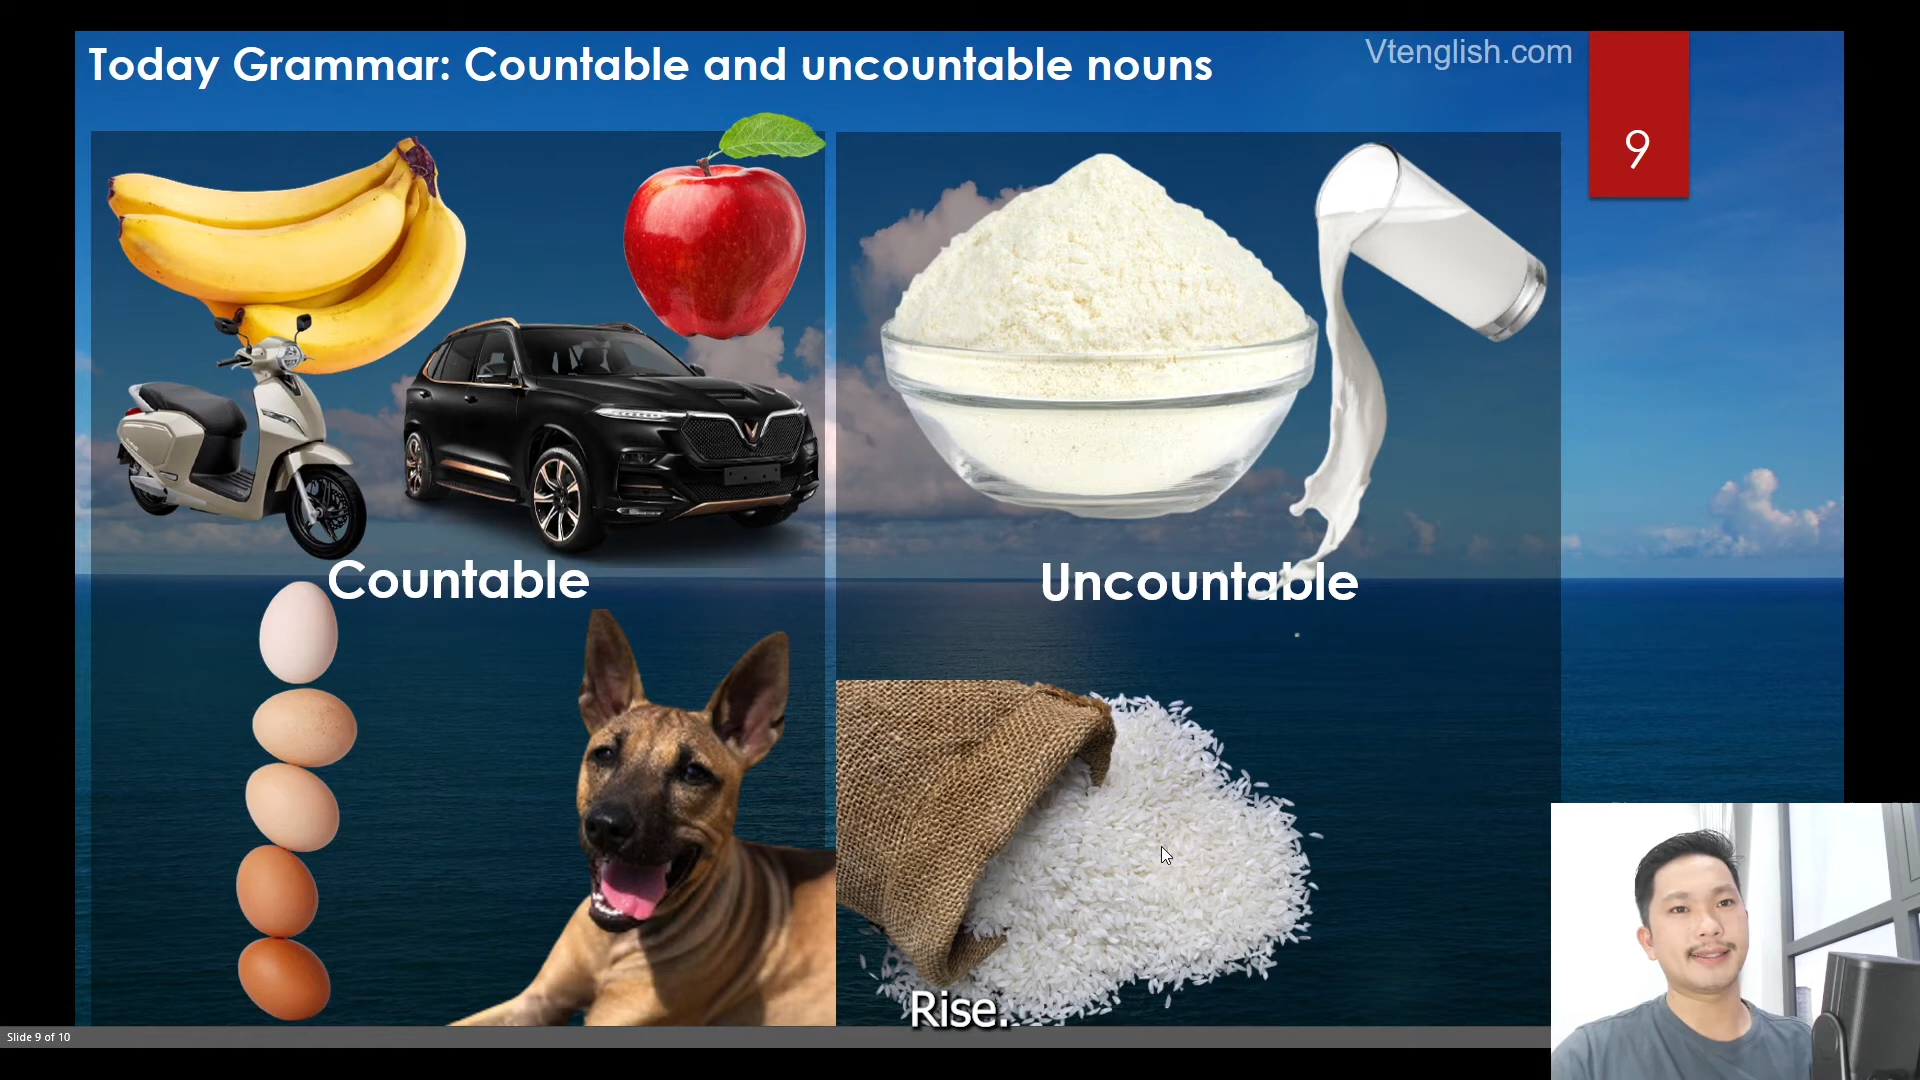 Today Grammar: Countable and uncountable nouns
Vtenglish.com
9
Countable
Uncountable
Rise.
Slide 9 of 10